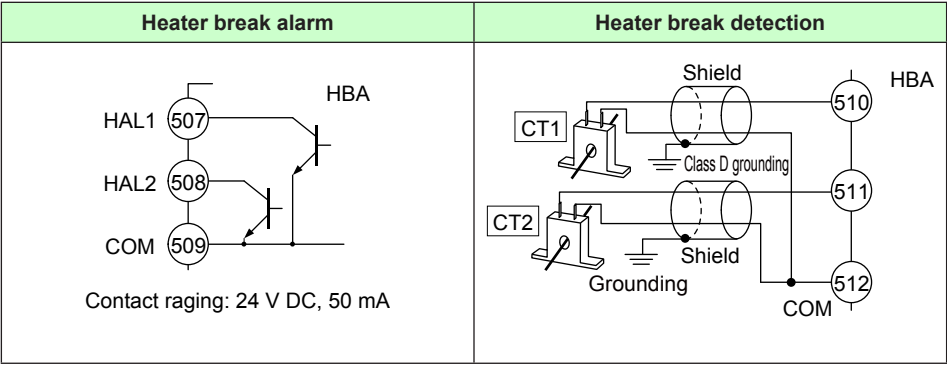 Heater break alarm
Heater break detection
HBA
HAL1
507
HAL2
508
COM
509
Contact raging: 24 V DC, 50 mA
Shield
HBA
510
CT1
Class D grounding
511
CT2
Shield
Grounding
512
COM